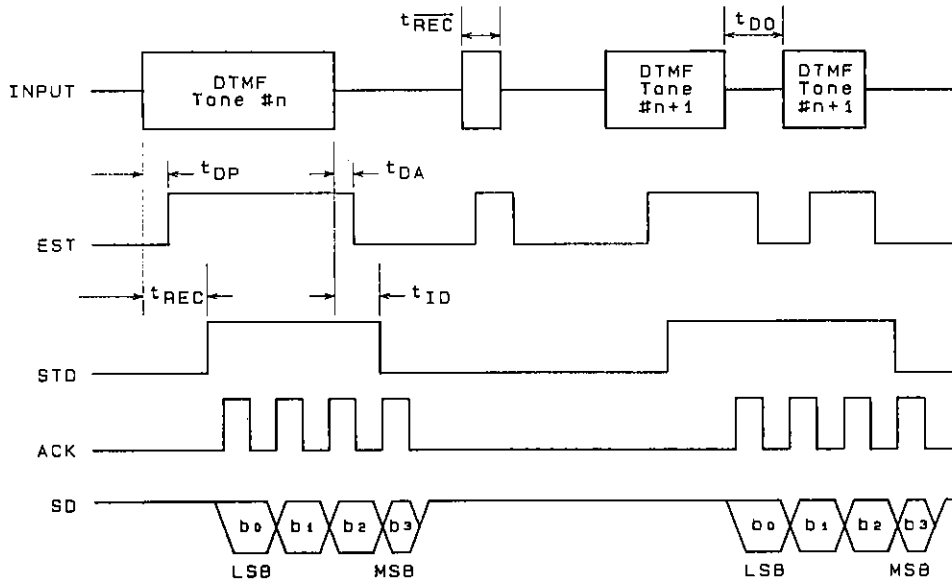 t̅R̅E̅C̅
tDO
INPUT
DTMF
Tone #n
DTMF
Tone
#n+1
DTMF
Tone
#n+1
tDP
tDA
EST
tREC
tID
STD
ACK
SD
b0
b1
b2
b3
b0
b1
b2
b3
LSB
MSB
LSB
MSB